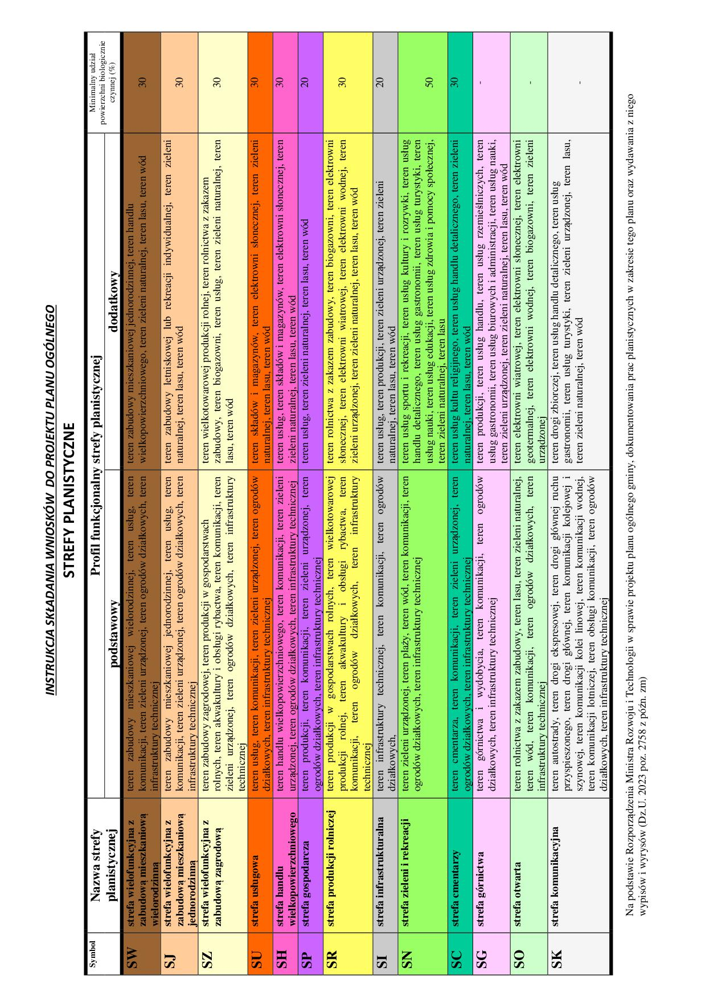 INSTRUKCJA SKŁADANIA WNIOSKÓW DO PROJEKTU PLANU OGÓLNEGO
STREFY PLANISTYCZNE
Symbol
Nazwa strefy
planistycznej
Profil funkcjonalny strefy planistycznej
podstawowy
dodatkowy
Minimalny udział
powierzchni biologicznie
czynnej (%)
SW
strefa wielofunkcyjna z
zabudową mieszkaniową
wielorodzinną
teren zabudowy mieszkaniowej wielorodzinnej, teren usług, teren
komunikacji, teren zieleni urządzonej, teren ogrodów działkowych, teren
infrastruktury technicznej
teren zabudowy mieszkaniowej jednorodzinnej, teren handlu
wielkopowierzchniowego, teren zieleni naturalnej, teren lasu, teren wód
30
SJ
strefa wielofunkcyjna z
zabudową mieszkaniową
jednorodzinną
teren zabudowy mieszkaniowej jednorodzinnej, teren usług, teren
komunikacji, teren zieleni urządzonej, teren ogrodów działkowych, teren
infrastruktury technicznej
teren zabudowy letniskowej lub rekreacji indywidualnej, teren zieleni
naturalnej, teren lasu, teren wód
30
SZ
strefa wielofunkcyjna z
zabudową zagrodową
teren zabudowy zagrodowej, teren produkcji w gospodarstwach
rolnych, teren akwakultury i obsługi rybactwa, teren komunikacji, teren
zieleni urządzonej, teren ogrodów działkowych, teren infrastruktury
technicznej
teren wielkotowarowej produkcji rolnej, teren rolnictwa z zakazem
zabudowy, teren biogazowni, teren usług, teren zieleni naturalnej, teren
lasu, teren wód
30
SU
strefa usługowa
teren usług, teren komunikacji, teren zieleni urządzonej, teren ogrodów
działkowych, teren infrastruktury technicznej
teren składów i magazynów, teren elektrowni słonecznej, teren zieleni
naturalnej, teren lasu, teren wód
30
SH
strefa handlu
wielkopowierzchniowego
teren handlu wielkopowierzchniowego, teren komunikacji, teren zieleni
urządzonej, teren ogrodów działkowych, teren infrastruktury technicznej
teren usług, teren składów i magazynów, teren elektrowni słonecznej, teren
zieleni naturalnej, teren lasu, teren wód
30
SP
strefa gospodarcza
teren produkcji, teren komunikacji, teren zieleni urządzonej, teren
ogrodów działkowych, teren infrastruktury technicznej
teren usług, teren zieleni naturalnej, teren lasu, teren wód
20
SR
strefa produkcji rolniczej
teren produkcji w gospodarstwach rolnych, teren wielkotowarowej
produkcji rolnej, teren akwakultury i obsługi rybactwa, teren
komunikacji, teren ogrodów działkowych, teren infrastruktury
technicznej
teren rolnictwa z zakazem zabudowy, teren biogazowni, teren elektrowni
słonecznej, teren elektrowni wiatrowej, teren elektrowni wodnej, teren
zieleni urządzonej, teren zieleni naturalnej, teren lasu, teren wód
30
SI
strefa infrastrukturalna
teren infrastruktury technicznej, teren komunikacji, teren ogrodów
działkowych,
teren usług, teren produkcji, teren zieleni urządzonej, teren zieleni
naturalnej, teren lasu, teren wód
20
SN
strefa zieleni i rekreacji
teren zieleni urządzonej, teren plaży, teren wód, teren komunikacji, teren
ogrodów działkowych, teren infrastruktury technicznej
teren usług sportu i rekreacji, teren usług kultury i rozrywki, teren usług
handlu detalicznego, teren usług gastronomii, teren usług turystyki, teren
usług nauki, teren usług edukacji, teren usług zdrowia i pomocy społecznej,
teren zieleni naturalnej, teren lasu
50
SC
strefa cmentarzy
teren cmentarza, teren komunikacji, teren zieleni urządzonej, teren
ogrodów działkowych, teren infrastruktury technicznej
teren usług kultu religijnego, teren usług handlu detalicznego, teren zieleni
naturalnej, teren lasu, teren wód
30
SG
strefa górnictwa
teren górnictwa i wydobycia, teren komunikacji, teren ogrodów
działkowych, teren infrastruktury technicznej
teren produkcji, teren usług handlu, teren usług rzemieślniczych, teren
usług gastronomii, teren usług biurowych i administracji, teren usług nauki,
teren zieleni urządzonej, teren zieleni naturalnej, teren lasu, teren wód
-
SO
strefa otwarta
teren rolnictwa z zakazem zabudowy, teren lasu, teren zieleni naturalnej,
teren wód, teren komunikacji, teren ogrodów działkowych, teren
infrastruktury technicznej
teren elektrowni wiatrowej, teren elektrowni słonecznej, teren elektrowni
geotermalnej, teren elektrowni wodnej, teren biogazowni, teren zieleni
urządzonej
-
SK
strefa komunikacyjna
teren autostrady, teren drogi ekspresowej, teren drogi głównej ruchu
przyspieszonego, teren drogi głównej, teren komunikacji kolejowej i
szynowej, teren komunikacji kolei linowej, teren komunikacji wodnej,
teren komunikacji lotniczej, teren obsługi komunikacji, teren ogrodów
działkowych, teren infrastruktury technicznej
teren drogi zbiorczej, teren usług handlu detalicznego, teren usług
gastronomii, teren usług turystyki, teren zieleni urządzonej, teren lasu,
teren zieleni naturalnej, teren wód
-
Na podstawie Rozporządzenia Ministra Rozwoju i Technologii w sprawie projektu planu ogólnego gminy, dokumentowania prac planistycznych w zakresie tego planu oraz wydawania z niego
wypisów i wyrysów (Dz.U. 2023 poz. 2758 z późn. zm)